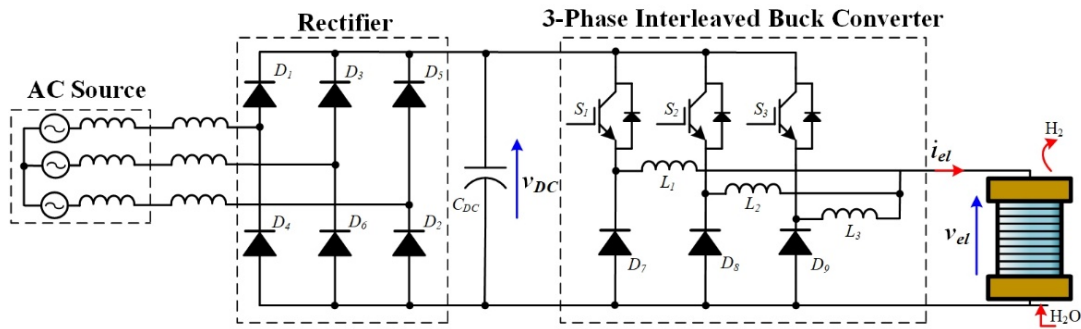 3-Phase Interleaved Buck Converter
Rectifier
AC Source
D1
D3
D5
S1
S2
S3
H2
iel
L1
vDC
CDC
L2
L3
vel
D4
D6
D2
D7
D8
D9
H2O